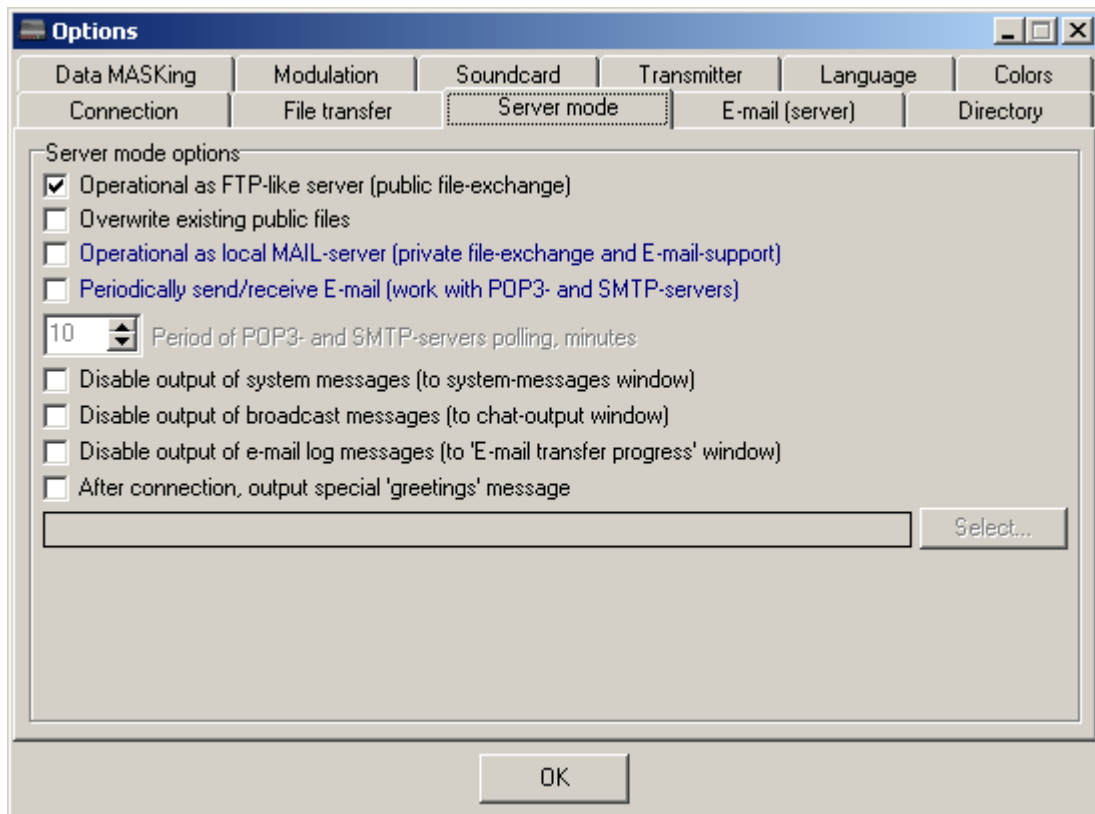 Options
Data MASKing Modulation Soundcard Transmitter Language Colors
Connection File transfer Server mode E-mail (server) Directory
Server mode options
Operational as FTP-like server (public file-exchange)
Overwrite existing public files
Operational as local MAIL-server (private file-exchange and E-mail-support)
Periodically send/receive E-mail (work with POP3- and SMTP-servers)
10 Period of POP3- and SMTP-servers polling, minutes
Disable output of system messages (to system-messages window)
Disable output of broadcast messages (to chat-output window)
Disable output of e-mail log messages (to 'E-mail transfer progress' window)
After connection, output special 'greetings' message
Select...
OK